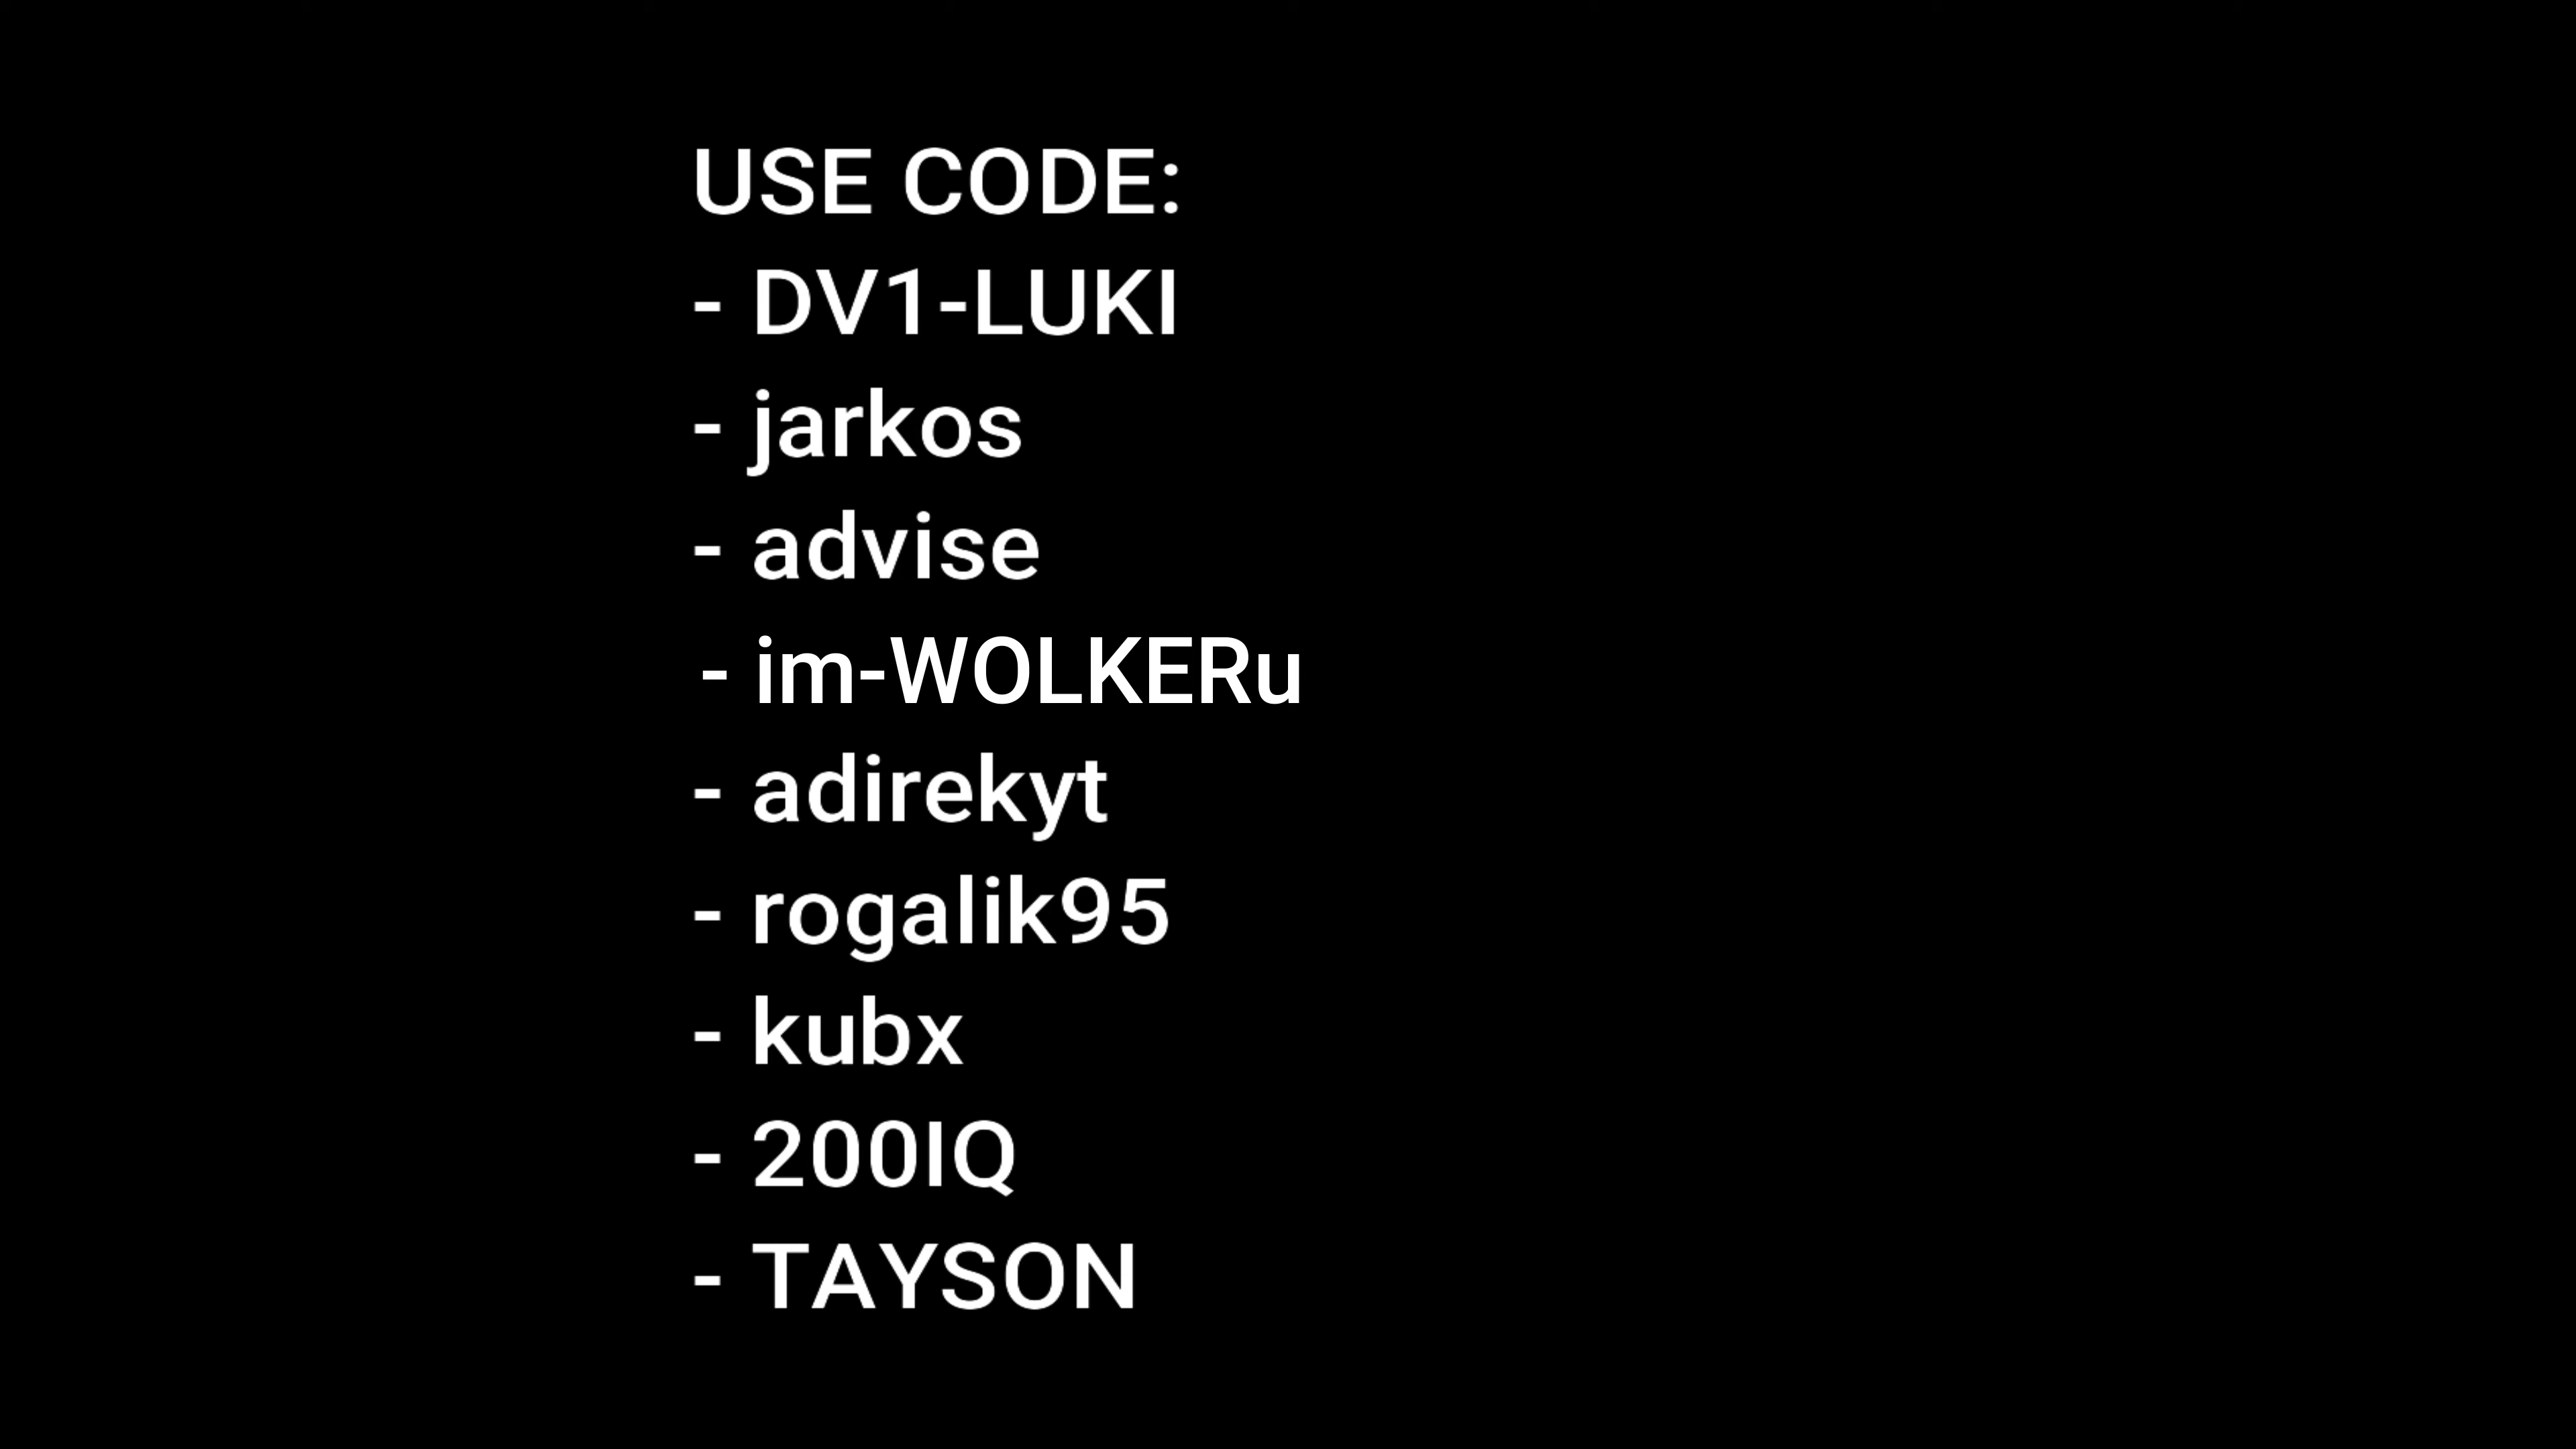 USE CODE:
- DV1-LUKI
- jarkos
- advise
- im-WOLKERu
- adirekyt
- rogalik95
- kubx
- 200IQ
- TAYSON